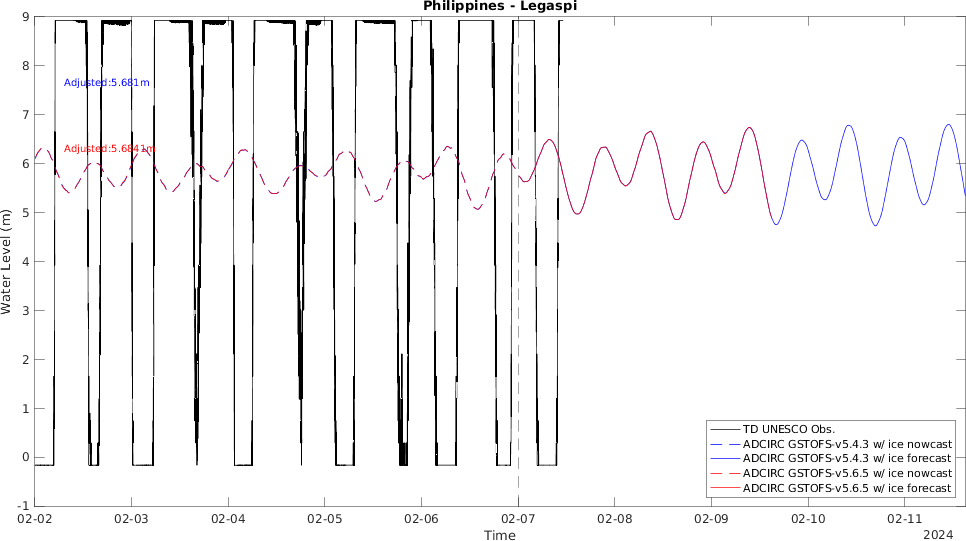 Philippines - Legaspi
9
8
7
6
5
4
3
2
1
0
-1
Water Level (m)
Adjusted:5.681m
Adjusted:5.6841m
TD UNESCO Obs.
ADCIRC GSTOFS-v5.4.3 w/ ice nowcast
ADCIRC GSTOFS-v5.4.3 w/ ice forecast
ADCIRC GSTOFS-v5.6.5 w/ ice nowcast
ADCIRC GSTOFS-v5.6.5 w/ ice forecast
02-02 02-03 02-04 02-05 02-06 02-07 02-08 02-09 02-10 02-11
Time
2024